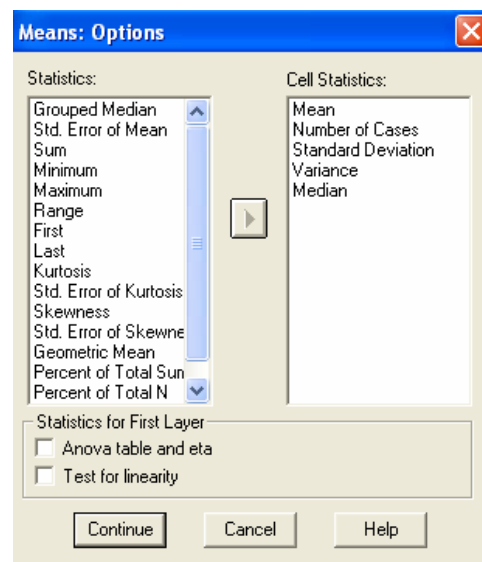 Means: Options
Statistics:
Grouped Median
Std. Error of Mean
Sum
Minimum
Maximum
Range
First
Last
Kurtosis
Std. Error of Kurtosis
Skewness
Std. Error of Skewne
Geometric Mean
Percent of Total Sun
Percent of Total N
Cell Statistics:
Mean
Number of Cases
Standard Deviation
Variance
Median
Statistics for First Layer
Anova table and eta
Test for linearity
Continue
Cancel
Help